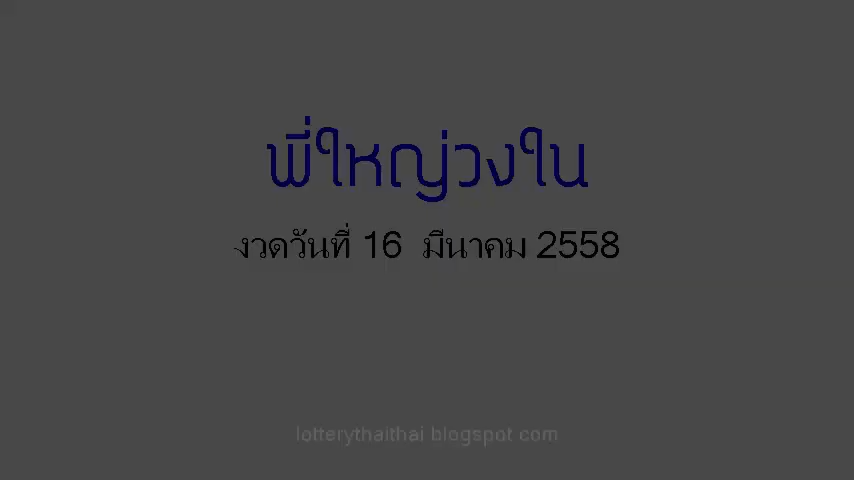 พี่ใหญ่วงใน
งวดวันที่ 16 มีนาคม 2558
lotterythaithai blogspot com